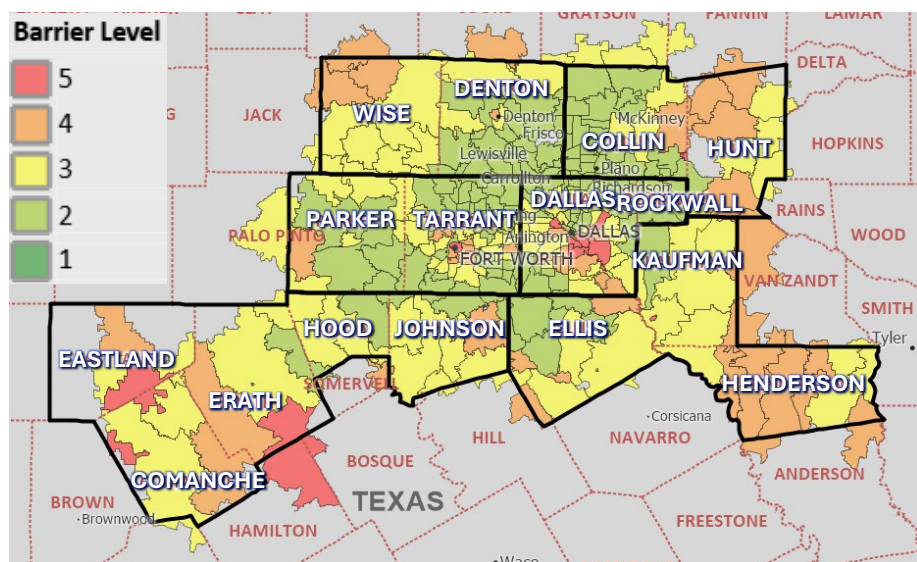 Barrier Level
5
4
3
2
1
GRAYSON
FANNIN
LAMAR
DELTA
JACK
WISE
DENTON
Denton
Frisco
McKinney
COLLIN
HUNT
HOPKINS
Lewisville
Plano
Carrollton
Richardson
DALLAS
ROCKWALL
RAINS
PARKER
TARRANT
Arlington
DALLAS
PALO PINTO
FORT WORTH
KAUFMAN
WOOD
VAN ZANDT
SMITH
Tyler
EASTLAND
HOOD
JOHNSON
ELLIS
SOMERVELL
ERATH
HENDERSON
Corsicana
HILL
NAVARRO
BOSQUE
COMANCHE
ANDERSON
BROWN
Brownwood
TEXAS
HAMILTON
FREESTONE
Waco